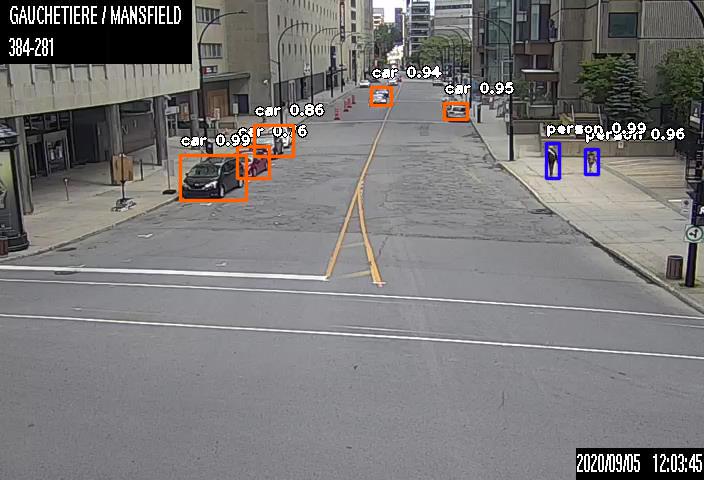 GAUCHETIERE / MANSFIELD
384-281
car 0.94
car 0.95
car 0.86
car 0.99
person 0.99
person 0.96
2020/09/05 12:03:45